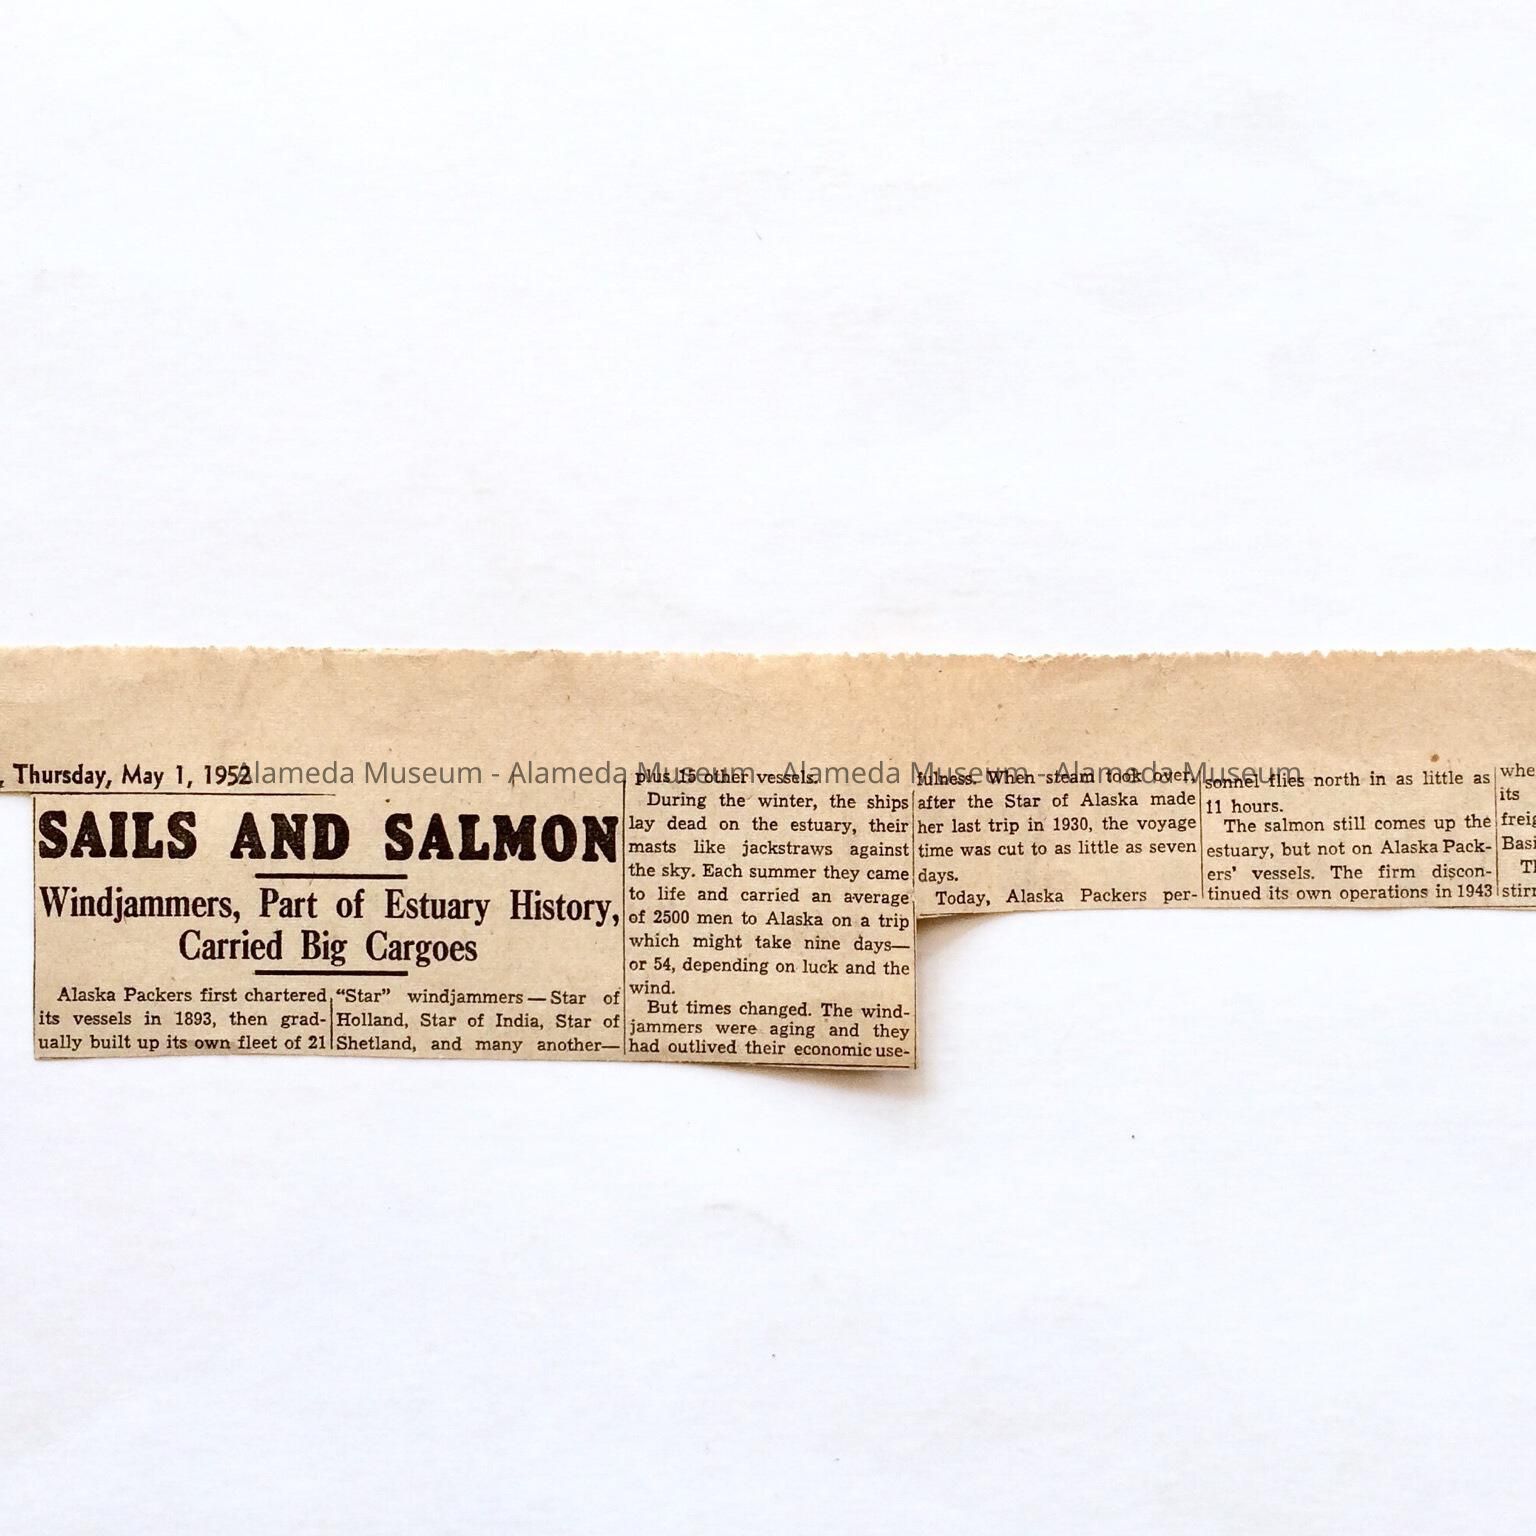 , Thursday, May 1, 1952
Alameda Museum - Alameda Museum - Alameda Museum - Alameda Museum
SAILS AND SALMON
Windjammers, Part of Estuary History,
Carried Big Cargoes
Alaska Packers first chartered
its vessels in 1893, then grad-
ually built up its own fleet of 21
"Star" windjammers — Star of
Holland, Star of India, Star of
Shetland, and many another—
plus 15 other vessels.
During the winter, the ships
lay dead on the estuary, their
masts like jackstraws against
the sky. Each summer they came
to life and carried an average
of 2500 men to Alaska on a trip
which might take nine days—
or 54, depending on luck and the
wind.
But times changed. The wind-
jammers were aging and they
had outlived their economic use-
fulness. When steam took over,
after the Star of Alaska made
her last trip in 1930, the voyage
time was cut to as little as seven
days.
Today, Alaska Packers per-
sonnel flies north in as little as
11 hours.
The salmon still comes up the
estuary, but not on Alaska Pack-
ers' vessels. The firm discon-
tinued its own operations in 1943
whe
its
freig
Basi
Th
stirr